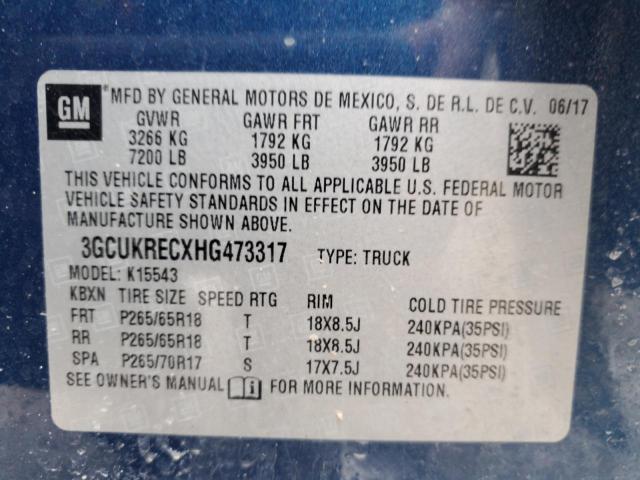 GM ® MFD BY GENERAL MOTORS DE MEXICO, S. DE R.L. DE C.V. 06/17
GVWR GAWR FRT GAWR RR
3266 KG 1792 KG 1792 KG
7200 LB 3950 LB 3950 LB
THIS VEHICLE CONFORMS TO ALL APPLICABLE U.S. FEDERAL MOTOR
VEHICLE SAFETY STANDARDS IN EFFECT ON THE DATE OF
MANUFACTURE SHOWN ABOVE.
3GCUKRECXHG473317 TYPE: TRUCK
MODEL: K15543
KBXN TIRE SIZE SPEED RTG RIM COLD TIRE PRESSURE
FRT P265/65R18 T 18X8.5J 240KPA(35PSI)
RR P265/65R18 T 18X8.5J 240KPA(35PSI)
SPA P265/70R17 S 17X7.5J 240KPA(35PSI)
SEE OWNER'S MANUAL FOR MORE INFORMATION.